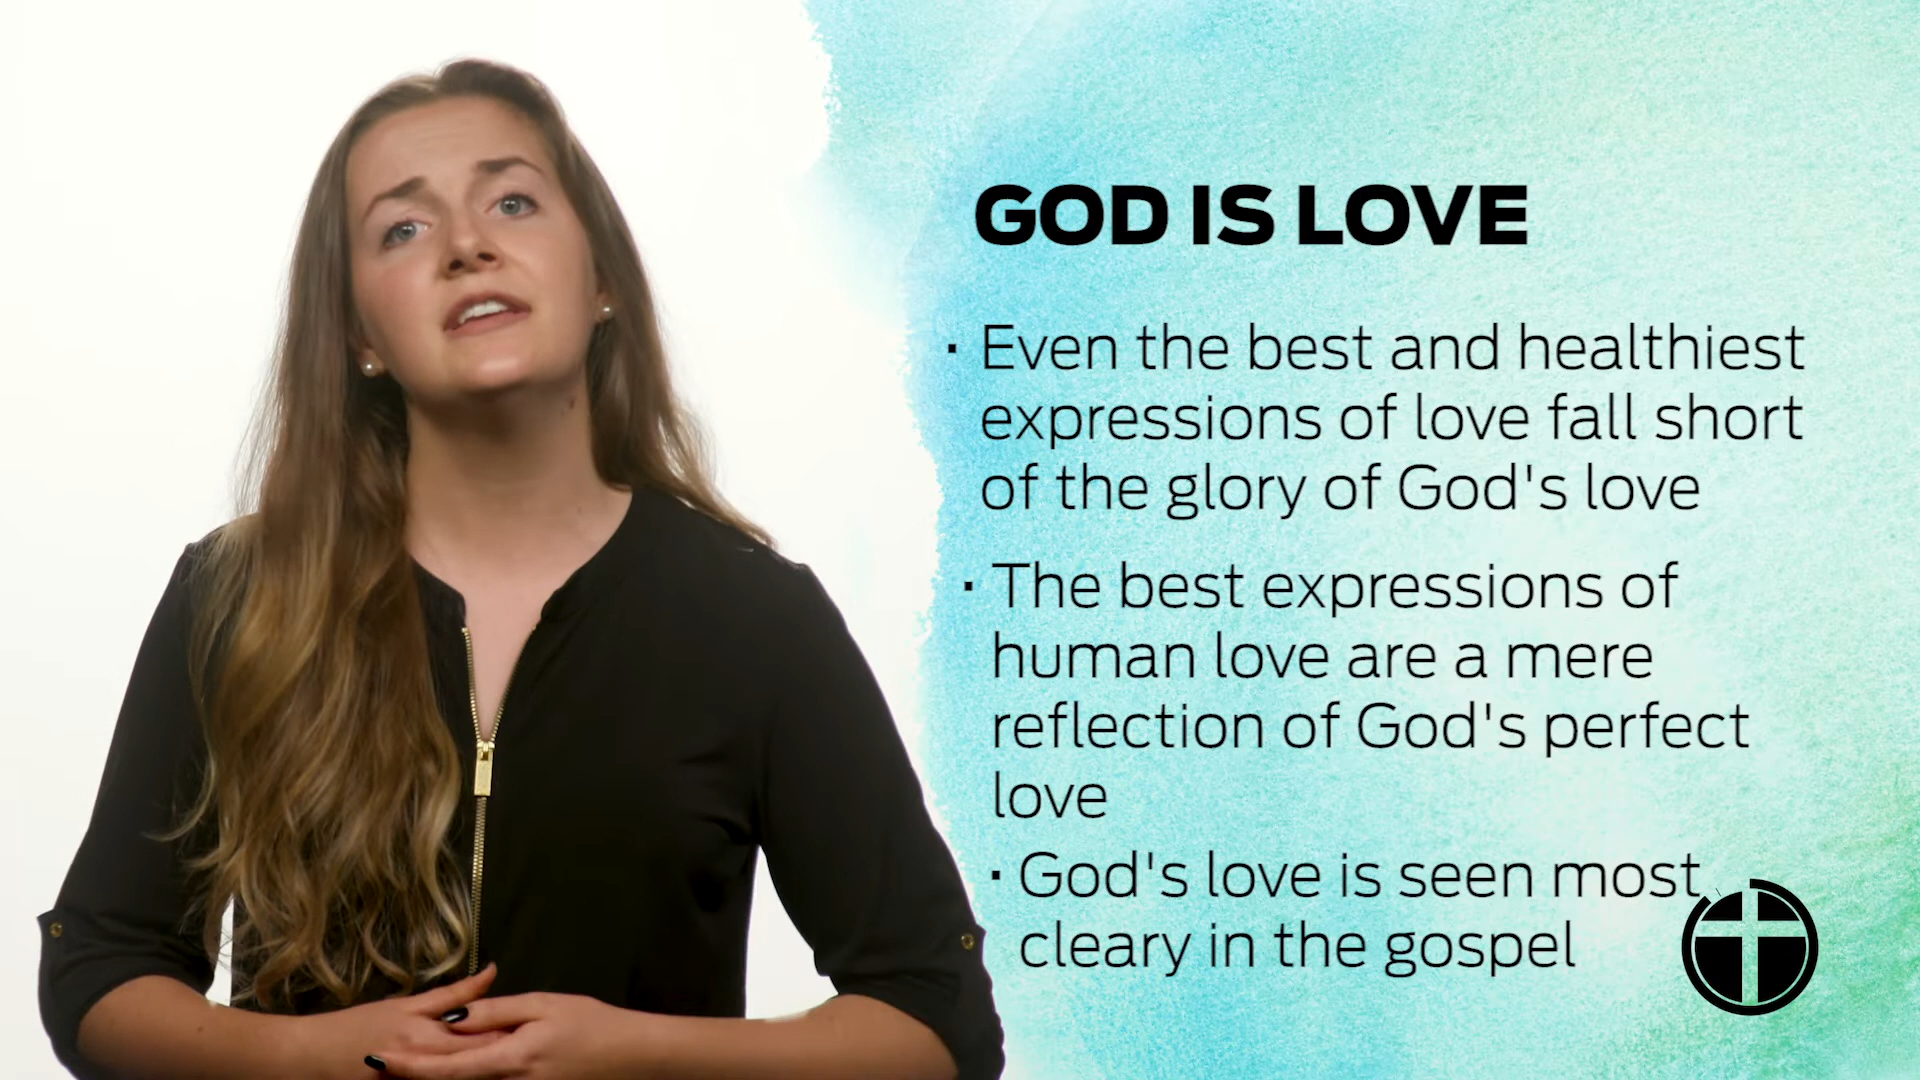 GOD IS LOVE
· Even the best and healthiest
expressions of love fall short
of the glory of God's love
· The best expressions of
human love are a mere
reflection of God's perfect
love
· God's love is seen most
cleary in the gospel